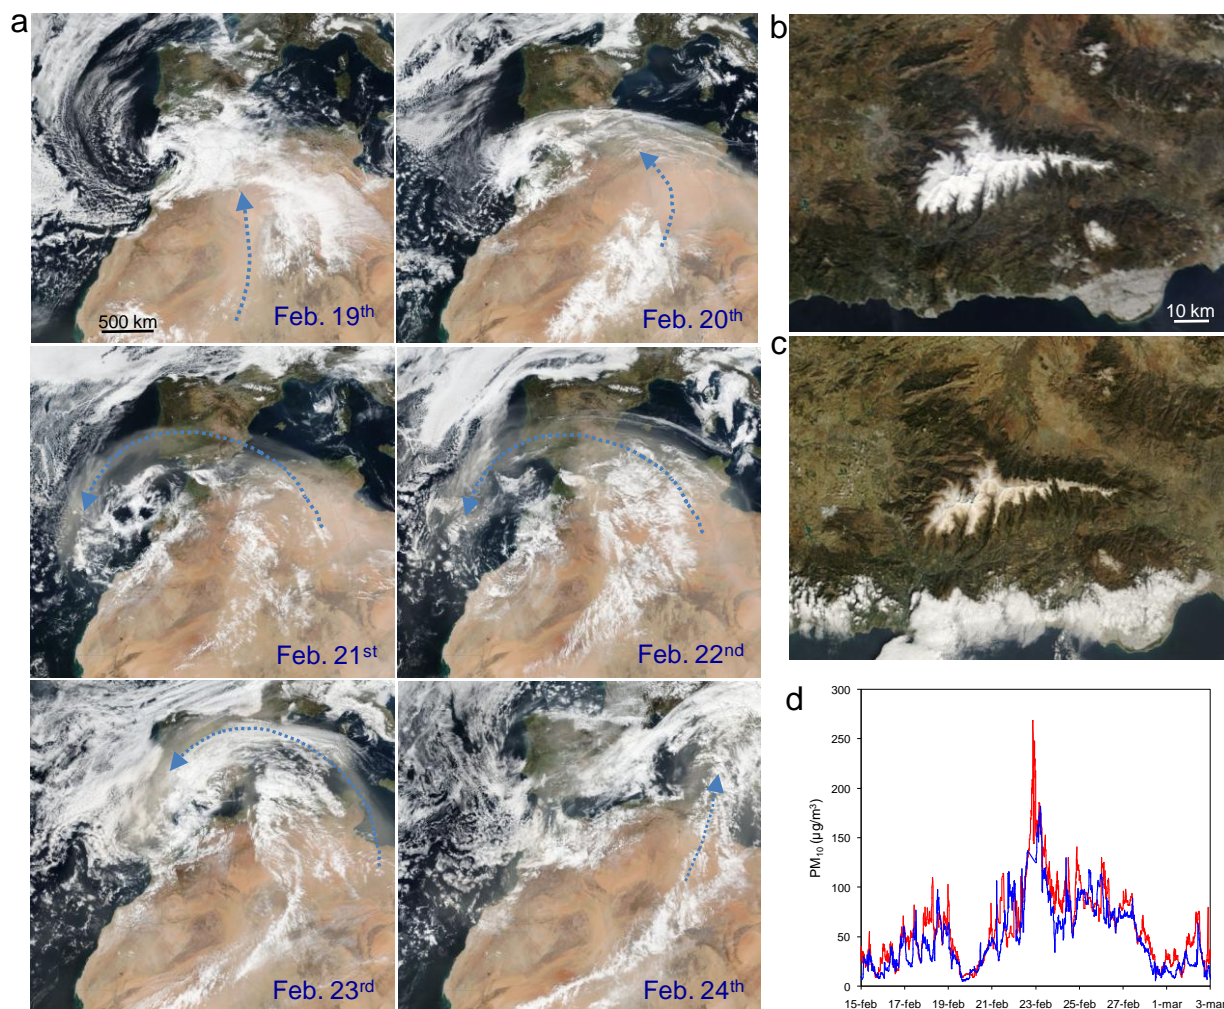 a
500 km
Feb. 19th
Feb. 20th
Feb. 21st
Feb. 22nd
Feb. 23rd
Feb. 24th
b
10 km
c
d
PM10 (µg/m³)
300
250
200
150
100
50
0
15-feb 17-feb 19-feb 21-feb 23-feb 25-feb 27-feb 1-mar 3-mar